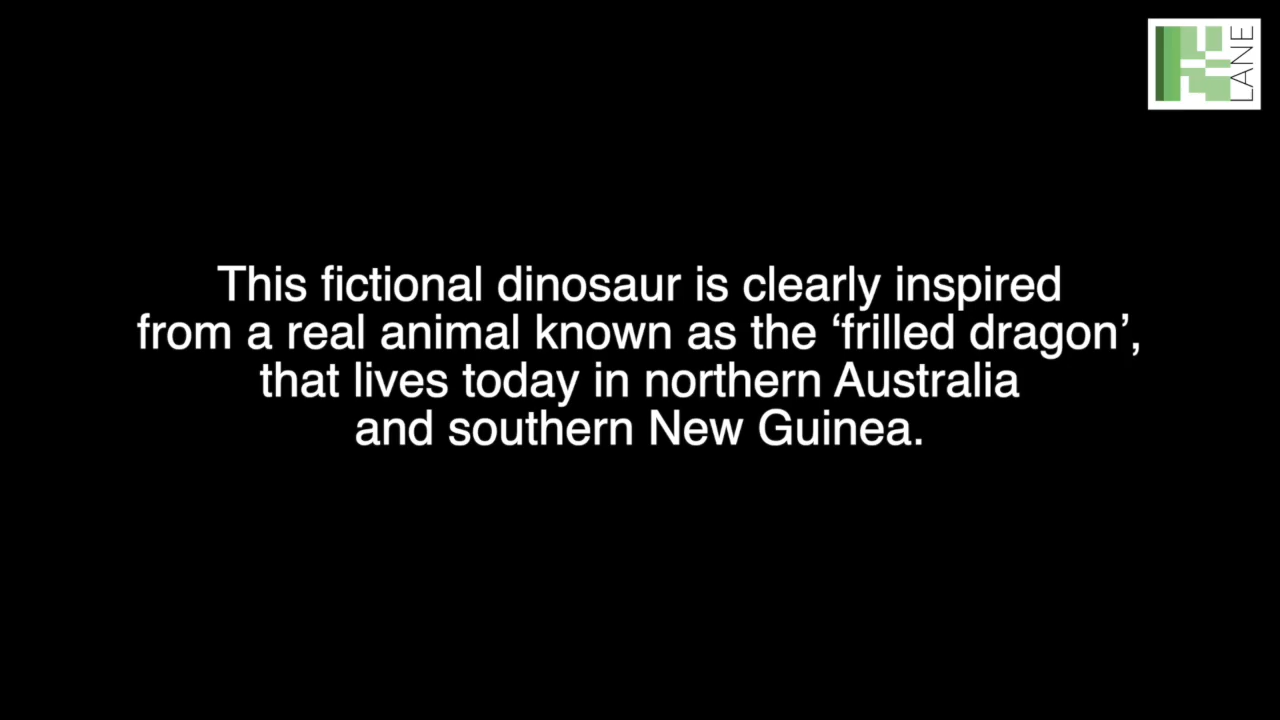 LANE
This fictional dinosaur is clearly inspired
from a real animal known as the ‘frilled dragon’,
that lives today in northern Australia
and southern New Guinea.